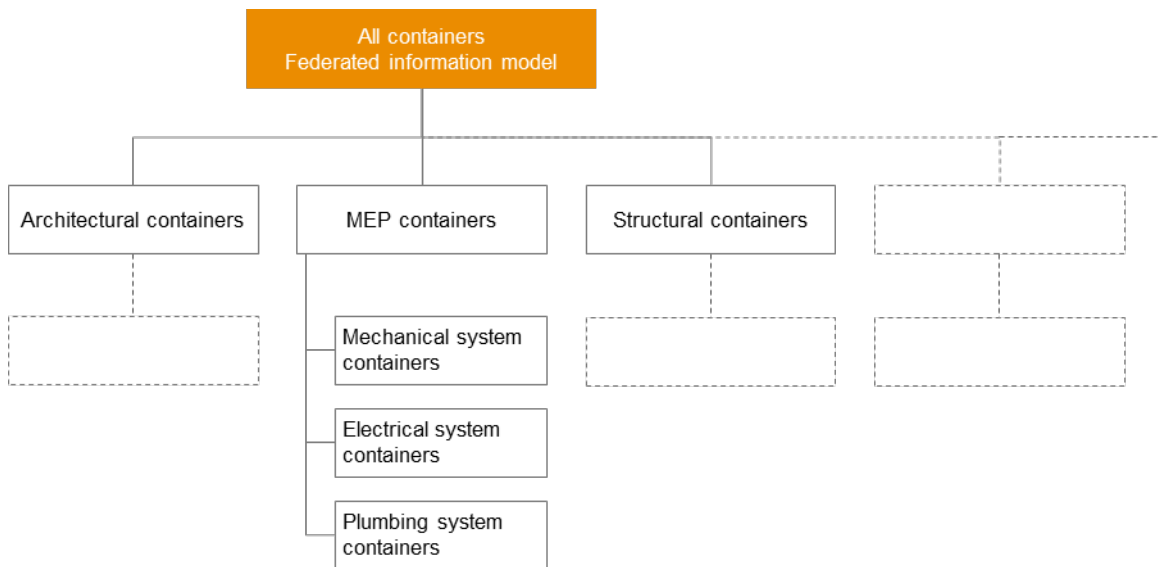 All containers
Federated information model
Architectural containers
MEP containers
Structural containers
Mechanical system
containers
Electrical system
containers
Plumbing system
containers